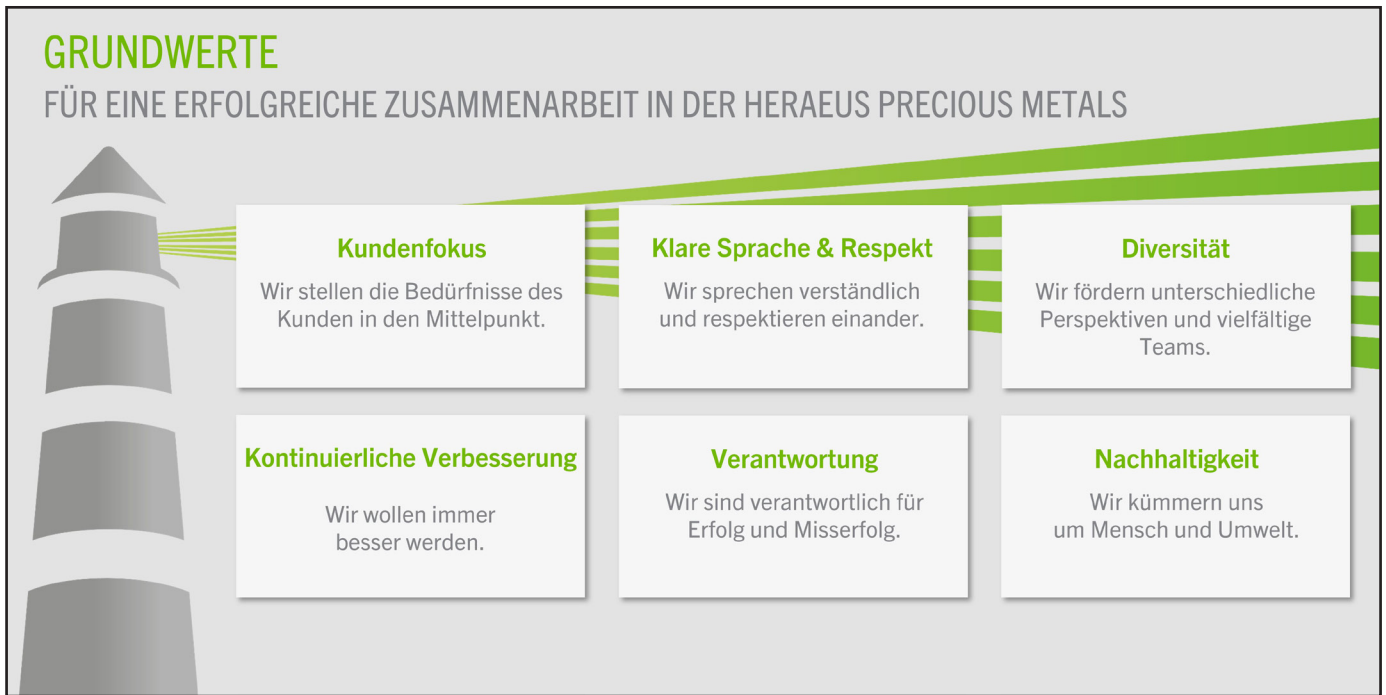 GRUNDWERTE
FÜR EINE ERFOLGREICHE ZUSAMMENARBEIT IN DER HERAEUS PRECIOUS METALS
Kundenfokus
Wir stellen die Bedürfnisse des
Kunden in den Mittelpunkt.
Klare Sprache & Respekt
Wir sprechen verständlich
und respektieren einander.
Diversität
Wir fördern unterschiedliche
Perspektiven und vielfältige
Teams.
Kontinuierliche Verbesserung
Wir wollen immer
besser werden.
Verantwortung
Wir sind verantwortlich für
Erfolg und Misserfolg.
Nachhaltigkeit
Wir kümmern uns
um Mensch und Umwelt.